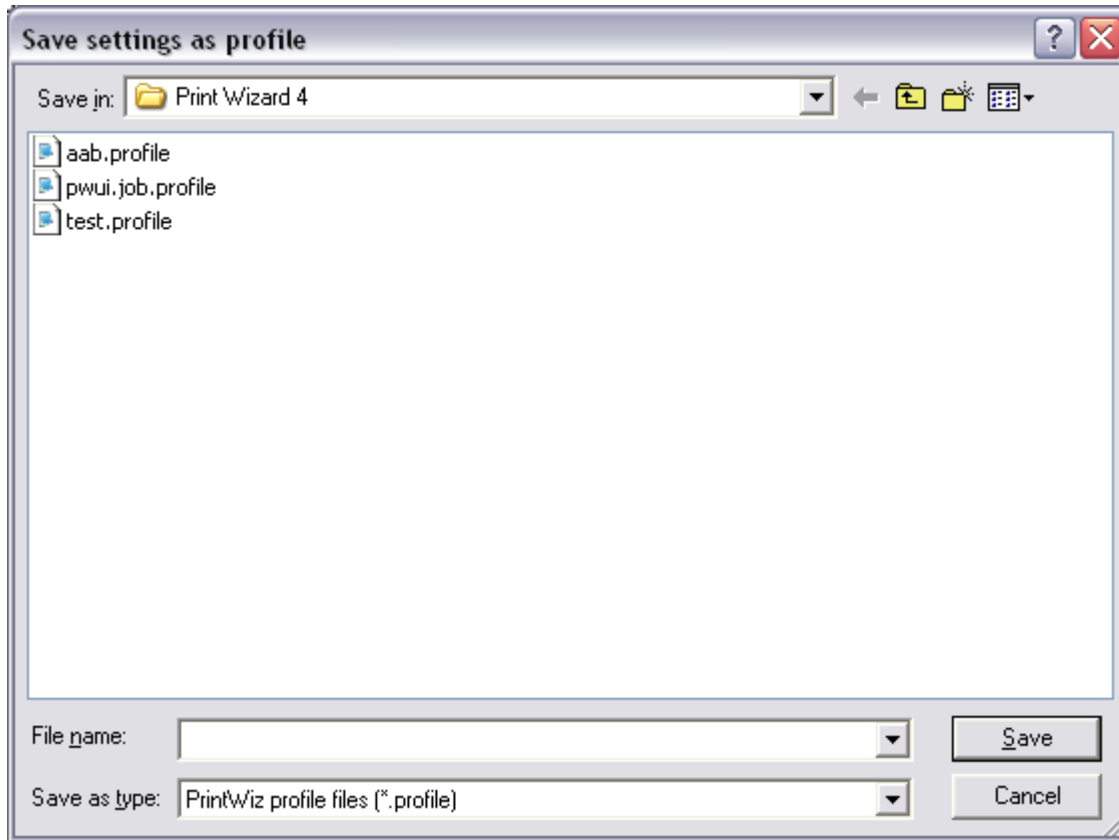 Save settings as profile
Save in: Print Wizard 4
aab.profile
pwui.job.profile
test.profile
File name:
Save
Save as type: PrintWiz profile files (*.profile)
Cancel